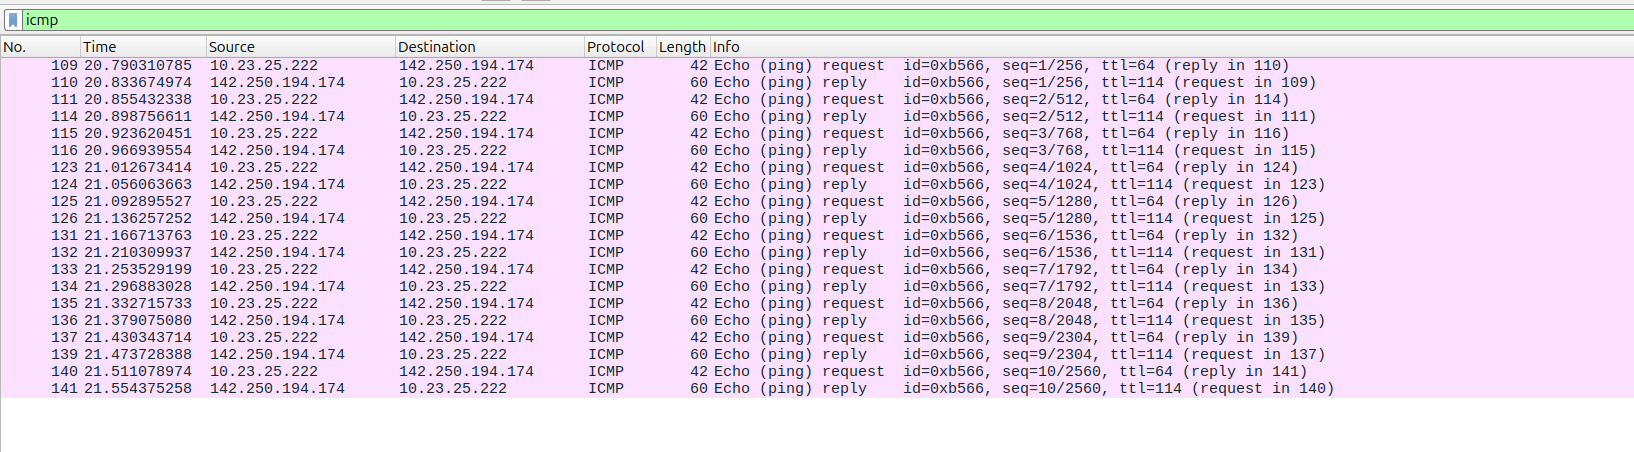 icmp
No. Time Source Destination Protocol Length Info
109 20.790310785 10.23.25.222 142.250.194.174 ICMP 42 Echo (ping) request id=0xb566, seq=1/256, ttl=64 (reply in 110)
110 20.833674974 142.250.194.174 10.23.25.222 ICMP 60 Echo (ping) reply id=0xb566, seq=1/256, ttl=114 (request in 109)
111 20.855432338 10.23.25.222 142.250.194.174 ICMP 42 Echo (ping) request id=0xb566, seq=2/512, ttl=64 (reply in 114)
114 20.898756611 142.250.194.174 10.23.25.222 ICMP 60 Echo (ping) reply id=0xb566, seq=2/512, ttl=114 (request in 111)
115 20.923620451 10.23.25.222 142.250.194.174 ICMP 42 Echo (ping) request id=0xb566, seq=3/768, ttl=64 (reply in 116)
116 20.966939554 142.250.194.174 10.23.25.222 ICMP 60 Echo (ping) reply id=0xb566, seq=3/768, ttl=114 (request in 115)
123 21.012673414 10.23.25.222 142.250.194.174 ICMP 42 Echo (ping) request id=0xb566, seq=4/1024, ttl=64 (reply in 124)
124 21.056063663 142.250.194.174 10.23.25.222 ICMP 60 Echo (ping) reply id=0xb566, seq=4/1024, ttl=114 (request in 123)
125 21.092895527 10.23.25.222 142.250.194.174 ICMP 42 Echo (ping) request id=0xb566, seq=5/1280, ttl=64 (reply in 126)
126 21.136257252 142.250.194.174 10.23.25.222 ICMP 60 Echo (ping) reply id=0xb566, seq=5/1280, ttl=114 (request in 125)
131 21.166713763 10.23.25.222 142.250.194.174 ICMP 42 Echo (ping) request id=0xb566, seq=6/1536, ttl=64 (reply in 132)
132 21.210309937 142.250.194.174 10.23.25.222 ICMP 60 Echo (ping) reply id=0xb566, seq=6/1536, ttl=114 (request in 131)
133 21.253529199 10.23.25.222 142.250.194.174 ICMP 42 Echo (ping) request id=0xb566, seq=7/1792, ttl=64 (reply in 134)
134 21.296883028 142.250.194.174 10.23.25.222 ICMP 60 Echo (ping) reply id=0xb566, seq=7/1792, ttl=114 (request in 133)
135 21.332715733 10.23.25.222 142.250.194.174 ICMP 42 Echo (ping) request id=0xb566, seq=8/2048, ttl=64 (reply in 136)
136 21.379075080 142.250.194.174 10.23.25.222 ICMP 60 Echo (ping) reply id=0xb566, seq=8/2048, ttl=114 (request in 135)
137 21.430343714 10.23.25.222 142.250.194.174 ICMP 42 Echo (ping) request id=0xb566, seq=9/2304, ttl=64 (reply in 139)
139 21.473728388 142.250.194.174 10.23.25.222 ICMP 60 Echo (ping) reply id=0xb566, seq=9/2304, ttl=114 (request in 137)
140 21.511078974 10.23.25.222 142.250.194.174 ICMP 42 Echo (ping) request id=0xb566, seq=10/2560, ttl=64 (reply in 141)
141 21.554375258 142.250.194.174 10.23.25.222 ICMP 60 Echo (ping) reply id=0xb566, seq=10/2560, ttl=114 (request in 140)